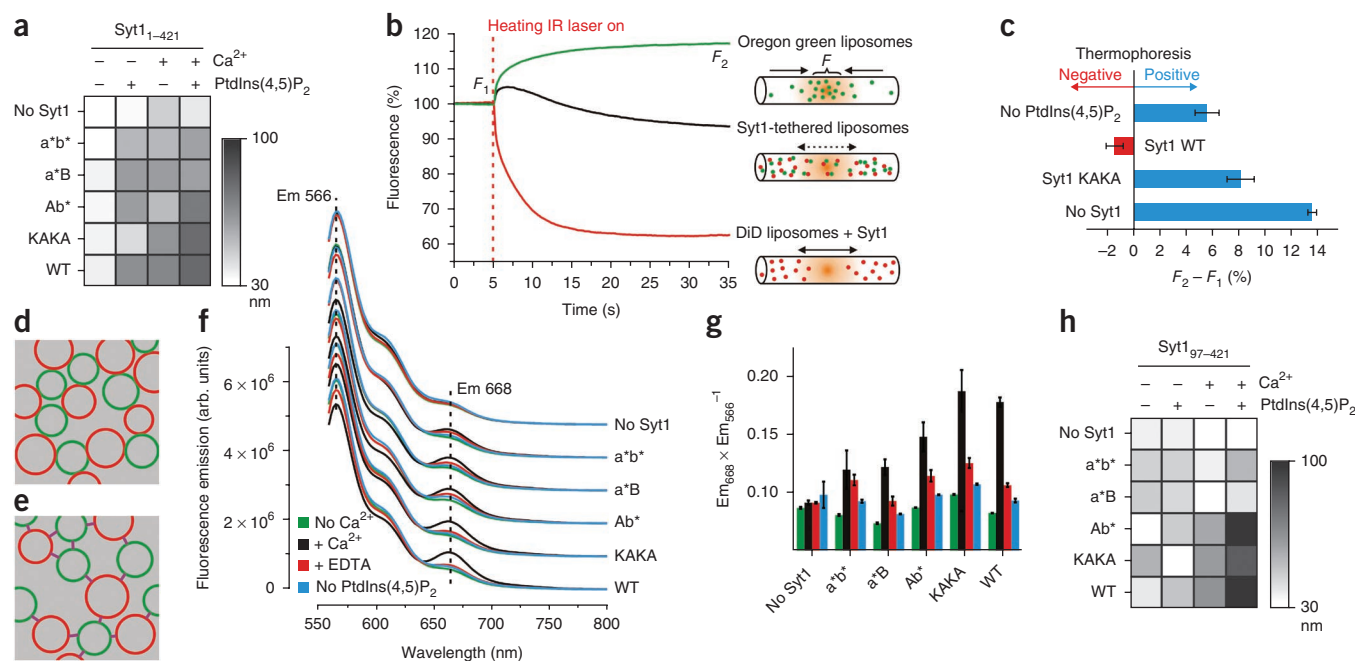 a
Syt1₁₋₄₂₁
− − + + Ca²⁺
− + − + PtdIns(4,5)P₂
No Syt1
a*b*
a*B
Ab*
KAKA
WT
100
30
nm
b
Heating IR laser on
Fluorescence (%)
120
110
100
90
80
70
60
F₁
F₂
0 5 10 15 20 25 30 35
Time (s)
Oregon green liposomes
F
Syt1-tethered liposomes
DiD liposomes + Syt1
c
Thermophoresis
Negative Positive
No PtdIns(4,5)P₂
Syt1 WT
Syt1 KAKA
No Syt1
−2 0 2 4 6 8 10 12 14
F₂ − F₁ (%)
d
e
f
Em 566
Em 668
Fluorescence emission (arb. units)
6 × 10⁶
4 × 10⁶
2 × 10⁶
0
No Syt1
a*b*
a*B
Ab*
KAKA
WT
No Ca²⁺
+ Ca²⁺
+ EDTA
No PtdIns(4,5)P₂
550 600 650 700 750 800
Wavelength (nm)
g
Em₆₆₈ × Em₅₆₆⁻¹
0.20
0.15
0.10
No Syt1
a*b*
a*B
Ab*
KAKA
WT
h
Syt1₉₇₋₄₂₁
− − + + Ca²⁺
− + − + PtdIns(4,5)P₂
No Syt1
a*b*
a*B
Ab*
KAKA
WT
100
30
nm